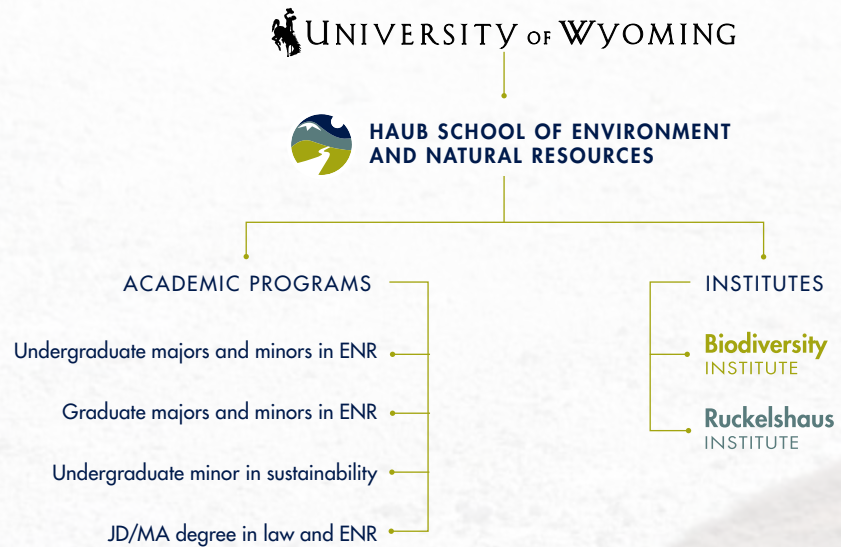 UNIVERSITY OF WYOMING
HAUB SCHOOL OF ENVIRONMENT
AND NATURAL RESOURCES
ACADEMIC PROGRAMS
Undergraduate majors and minors in ENR
Graduate majors and minors in ENR
Undergraduate minor in sustainability
JD/MA degree in law and ENR
INSTITUTES
Biodiversity
INSTITUTE
Ruckelshaus
INSTITUTE